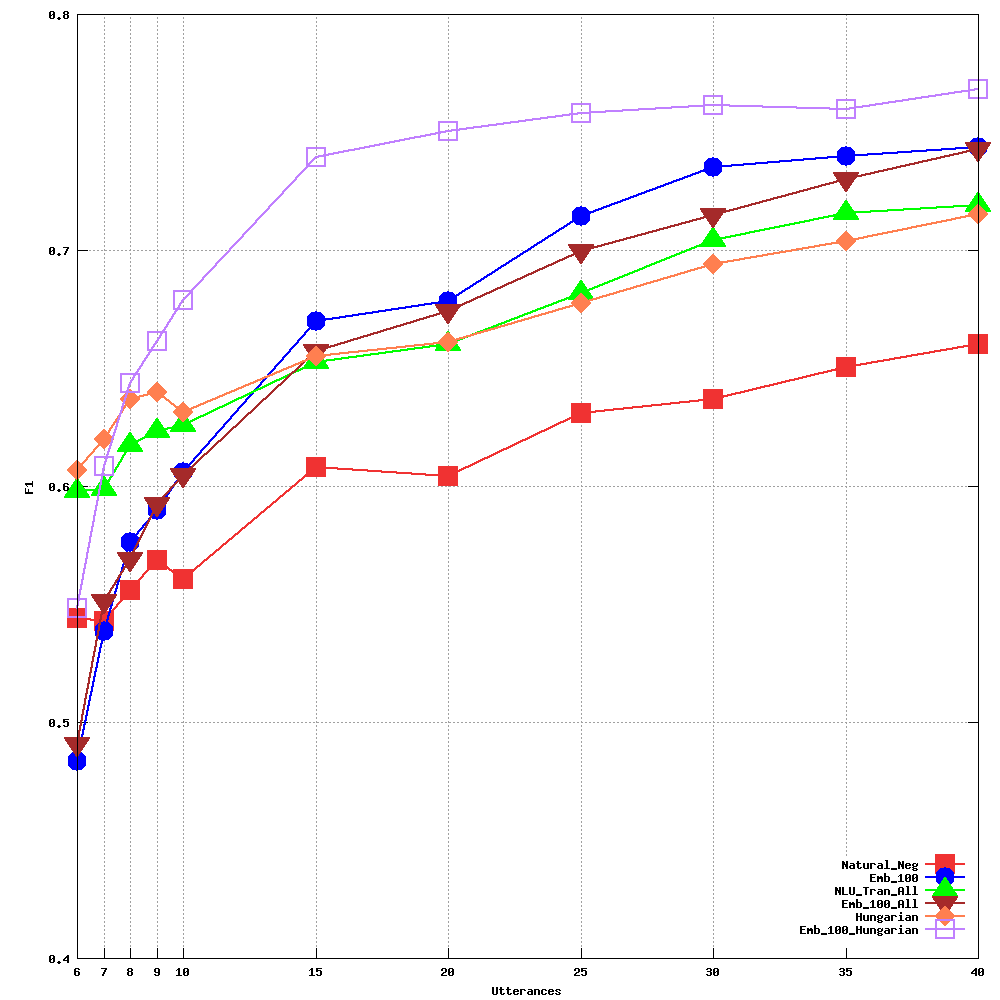 0.8
0.7
0.6
0.5
0.4
F1
6 7 8 9 10 15 20 25 30 35 40
Utterances
Natural_Neg
Emb_100
NLU_Tran_All
Emb_100_All
Hungarian
Emb_100_Hungarian